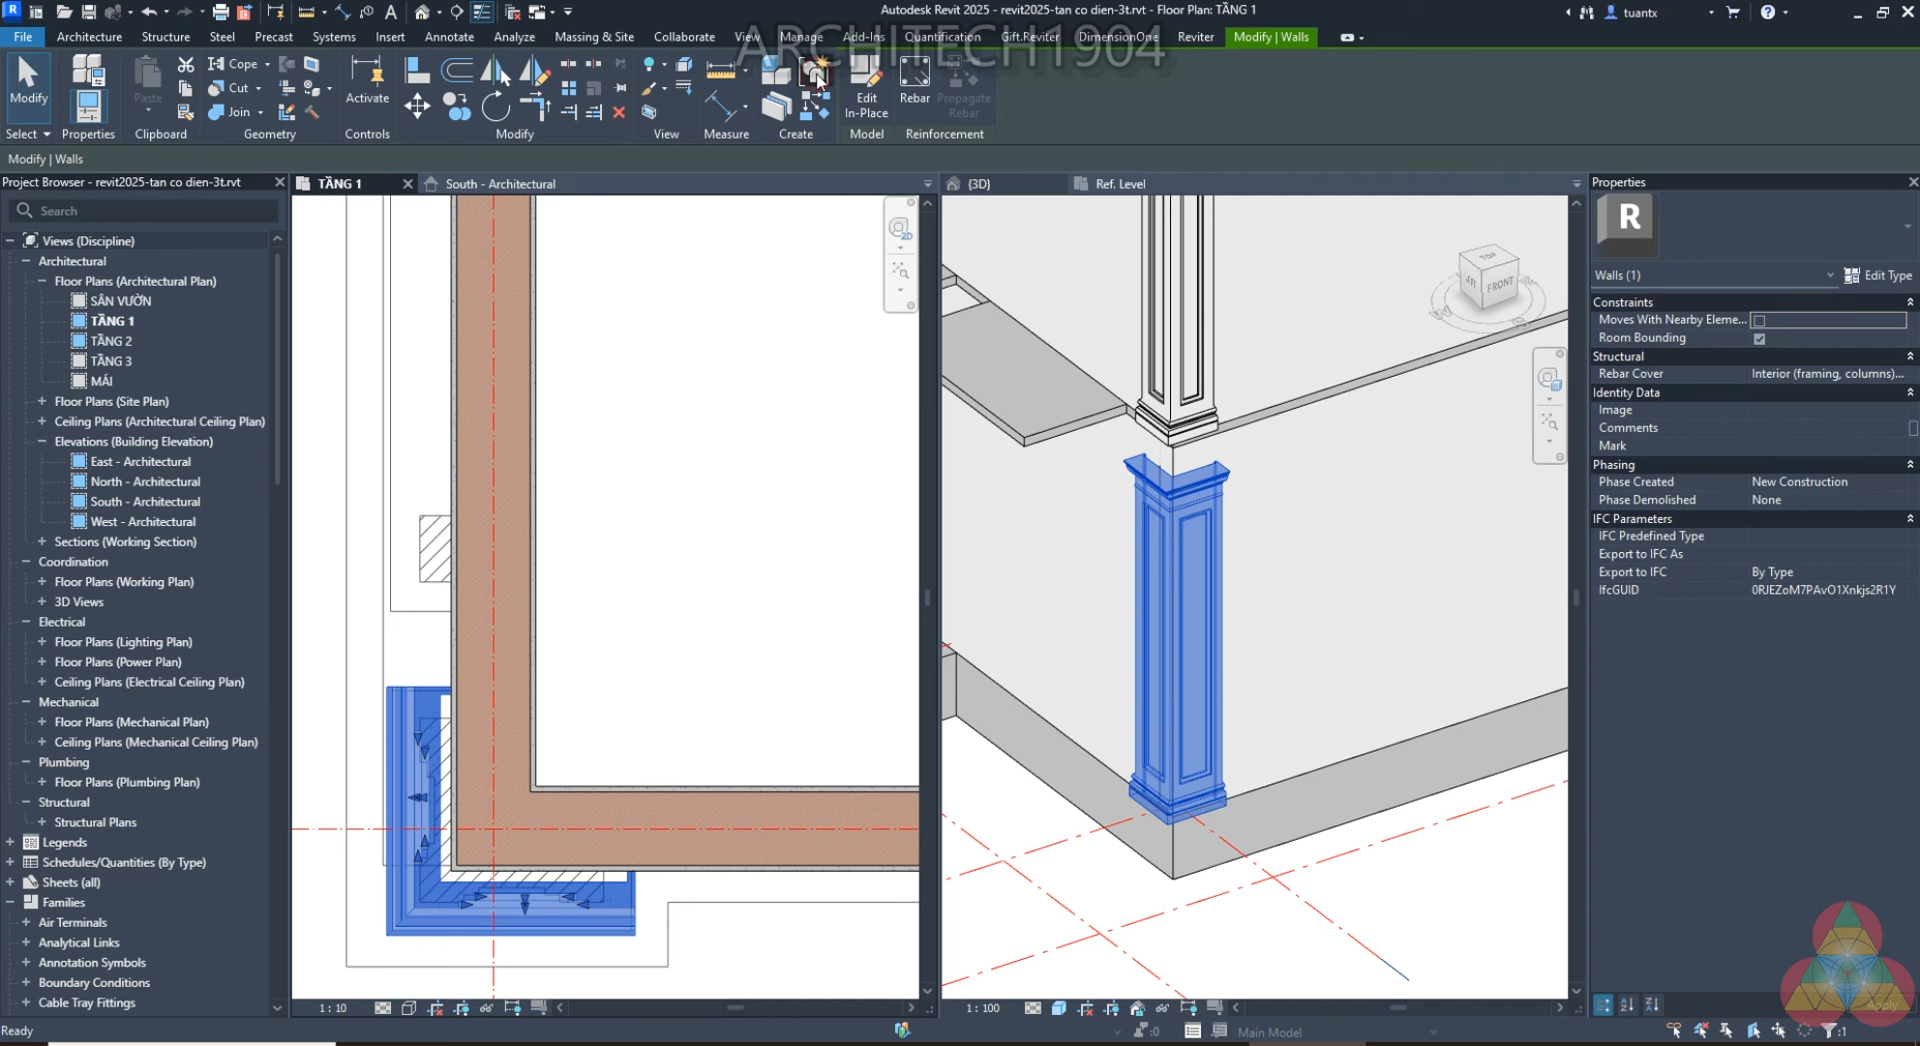 Autodesk Revit 2025 - revit2025-tan co dien-3t.rvt - Floor Plan: TẦNG 1
tuantx
File Architecture Structure Steel Precast Systems Insert Annotate Analyze Massing & Site Collaborate View Manage Add-Ins Quantification Gift.Reviter DimensionOne Reviter Modify | Walls
ARCHITECH1904
Modify Paste Cope Cut Join Activate Edit In-Place Rebar Propagate Rebar
Select Properties Clipboard Geometry Controls Modify View Measure Create Model Reinforcement
Modify | Walls
Project Browser - revit2025-tan co dien-3t.rvt
Search
Views (Discipline)
Architectural
Floor Plans (Architectural Plan)
SÂN VƯỜN
TẦNG 1
TẦNG 2
TẦNG 3
MÁI
Floor Plans (Site Plan)
Ceiling Plans (Architectural Ceiling Plan)
Elevations (Building Elevation)
East - Architectural
North - Architectural
South - Architectural
West - Architectural
Sections (Working Section)
Coordination
Floor Plans (Working Plan)
3D Views
Electrical
Floor Plans (Lighting Plan)
Floor Plans (Power Plan)
Ceiling Plans (Electrical Ceiling Plan)
Mechanical
Floor Plans (Mechanical Plan)
Ceiling Plans (Mechanical Ceiling Plan)
Plumbing
Floor Plans (Plumbing Plan)
Structural
Structural Plans
Legends
Schedules/Quantities (By Type)
Sheets (all)
Families
Air Terminals
Analytical Links
Annotation Symbols
Boundary Conditions
Cable Tray Fittings
TẦNG 1
South - Architectural
2D
1 : 10
{3D}
Ref. Level
TOP
FRONT
1 : 100
Properties
R
Walls (1)
Edit Type
Constraints
Moves With Nearby Eleme...
Room Bounding
Structural
Rebar Cover Interior (framing, columns)...
Identity Data
Image
Comments
Mark
Phasing
Phase Created New Construction
Phase Demolished None
IFC Parameters
IFC Predefined Type
Export to IFC As
Export to IFC By Type
IfcGUID 0RJEZoM7PAvO1Xnkjs2R1Y
Apply
Ready
:0
Main Model
:1